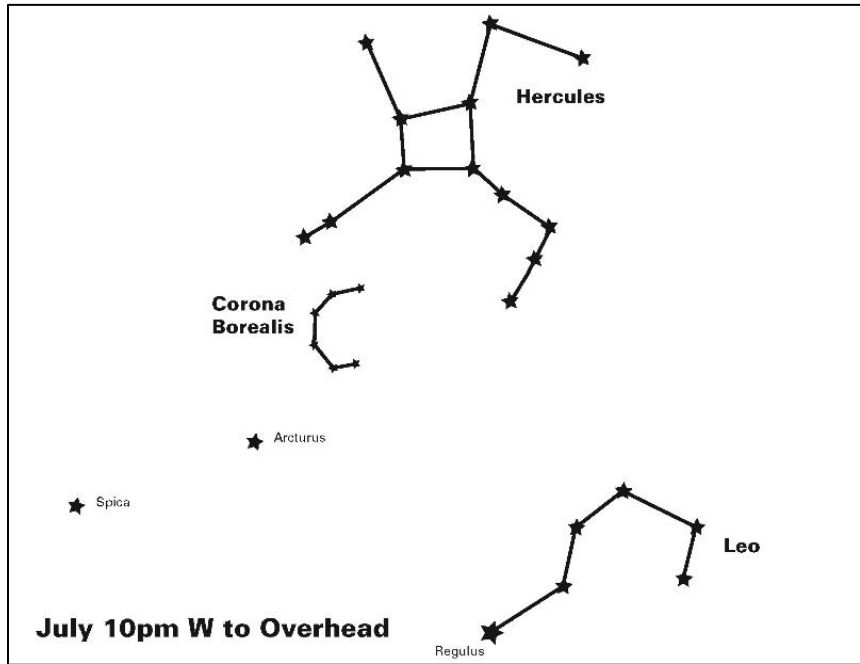 Hercules
Corona
Borealis
Arcturus
Spica
Leo
July 10pm W to Overhead
Regulus